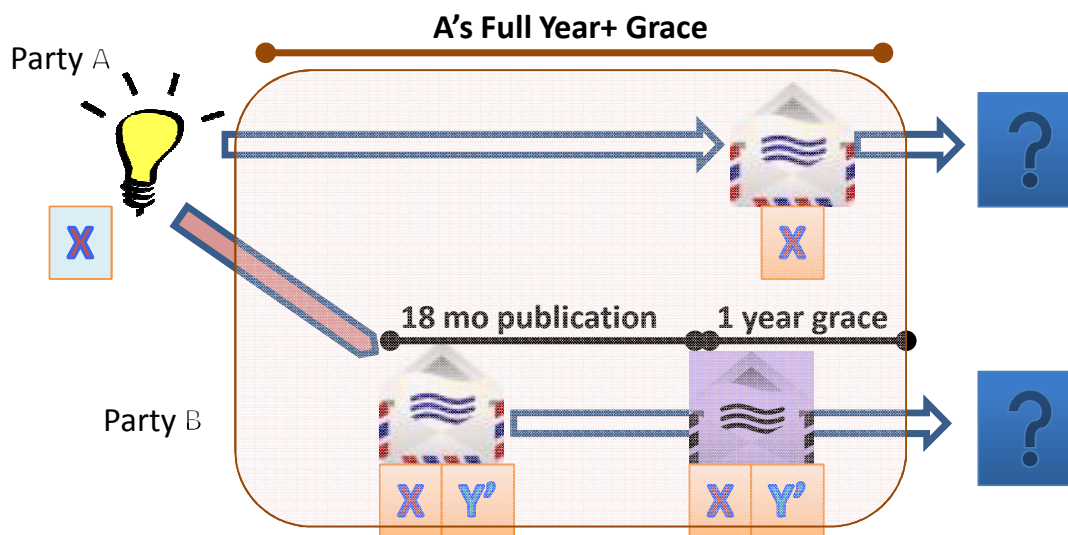 A's Full Year+ Grace
Party A
?
X
X
18 mo publication
1 year grace
Party B
?
X Y'
X Y'